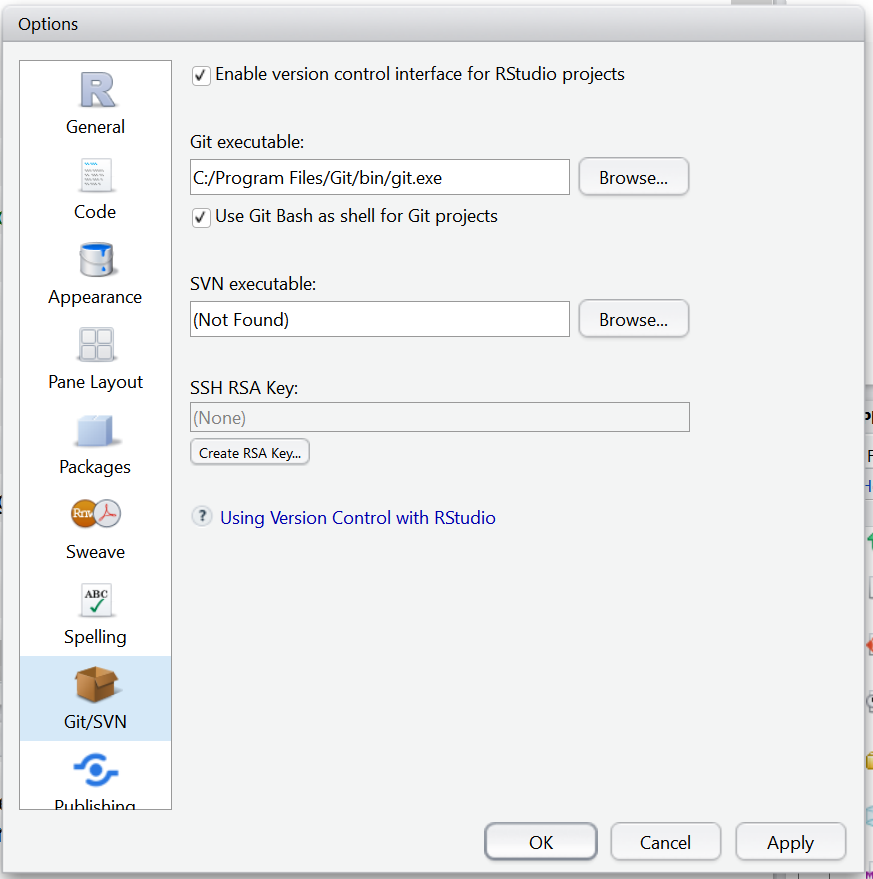 Options
General
Code
Appearance
Pane Layout
Packages
Rnw
Sweave
ABC
Spelling
Git/SVN
Publishing
Enable version control interface for RStudio projects
Git executable:
C:/Program Files/Git/bin/git.exe
Browse...
Use Git Bash as shell for Git projects
SVN executable:
(Not Found)
Browse...
SSH RSA Key:
(None)
Create RSA Key...
? Using Version Control with RStudio
OK
Cancel
Apply